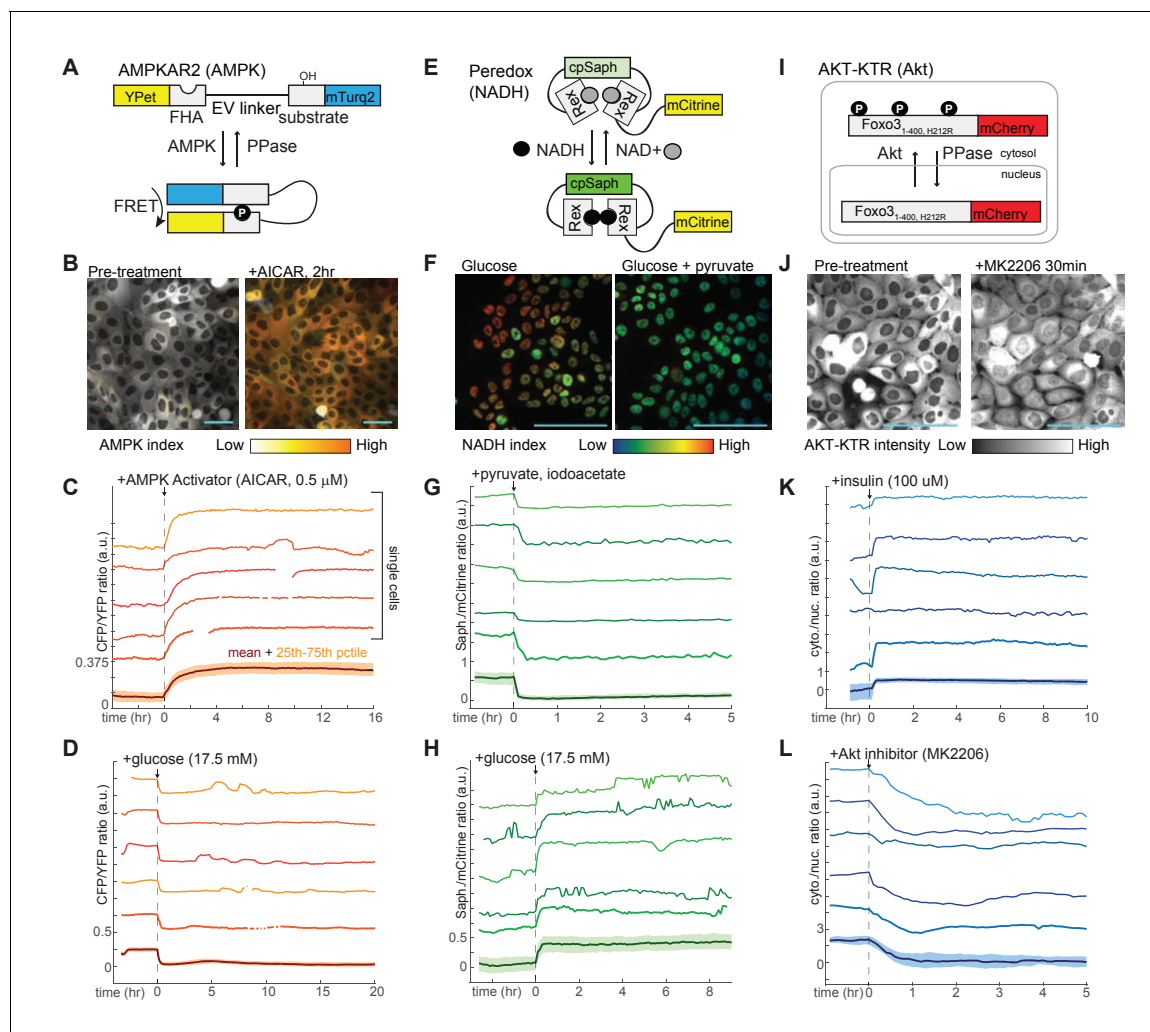 A
AMPKAR2 (AMPK)
OH
YPet
mTurq2
FHA
EV linker
substrate
AMPK
PPase
FRET
P
B
Pre-treatment
+AICAR, 2hr
AMPK index
Low
High
C
+AMPK Activator (AICAR, 0.5 µM)
CFP/YFP ratio (a.u.)
single cells
mean + 25th-75th pctile
0.375
0
time (hr)
0
4
8
12
16
D
+glucose (17.5 mM)
CFP/YFP ratio (a.u.)
0.5
0
time (hr)
0
5
10
15
20
E
Peredox
(NADH)
cpSaph
Rex
Rex
mCitrine
NADH
NAD+
cpSaph
Rex
Rex
mCitrine
F
Glucose
Glucose + pyruvate
NADH index
Low
High
G
+pyruvate, iodoacetate
Saph./mCitrine ratio (a.u.)
1
0
time (hr)
0
1
2
3
4
5
H
+glucose (17.5 mM)
Saph./mCitrine ratio (a.u.)
0.5
0
time (hr)
0
2
4
6
8
I
AKT-KTR (Akt)
P
P
P
Foxo31-400, H212R
mCherry
Akt
PPase
cytosol
nucleus
Foxo31-400, H212R
mCherry
J
Pre-treatment
+MK2206 30min
AKT-KTR intensity
Low
High
K
+insulin (100 uM)
cyto./nuc. ratio (a.u.)
1
0
time (hr)
0
2
4
6
8
10
L
+Akt inhibitor (MK2206)
cyto./nuc. ratio (a.u.)
3
0
time (hr)
0
1
2
3
4
5